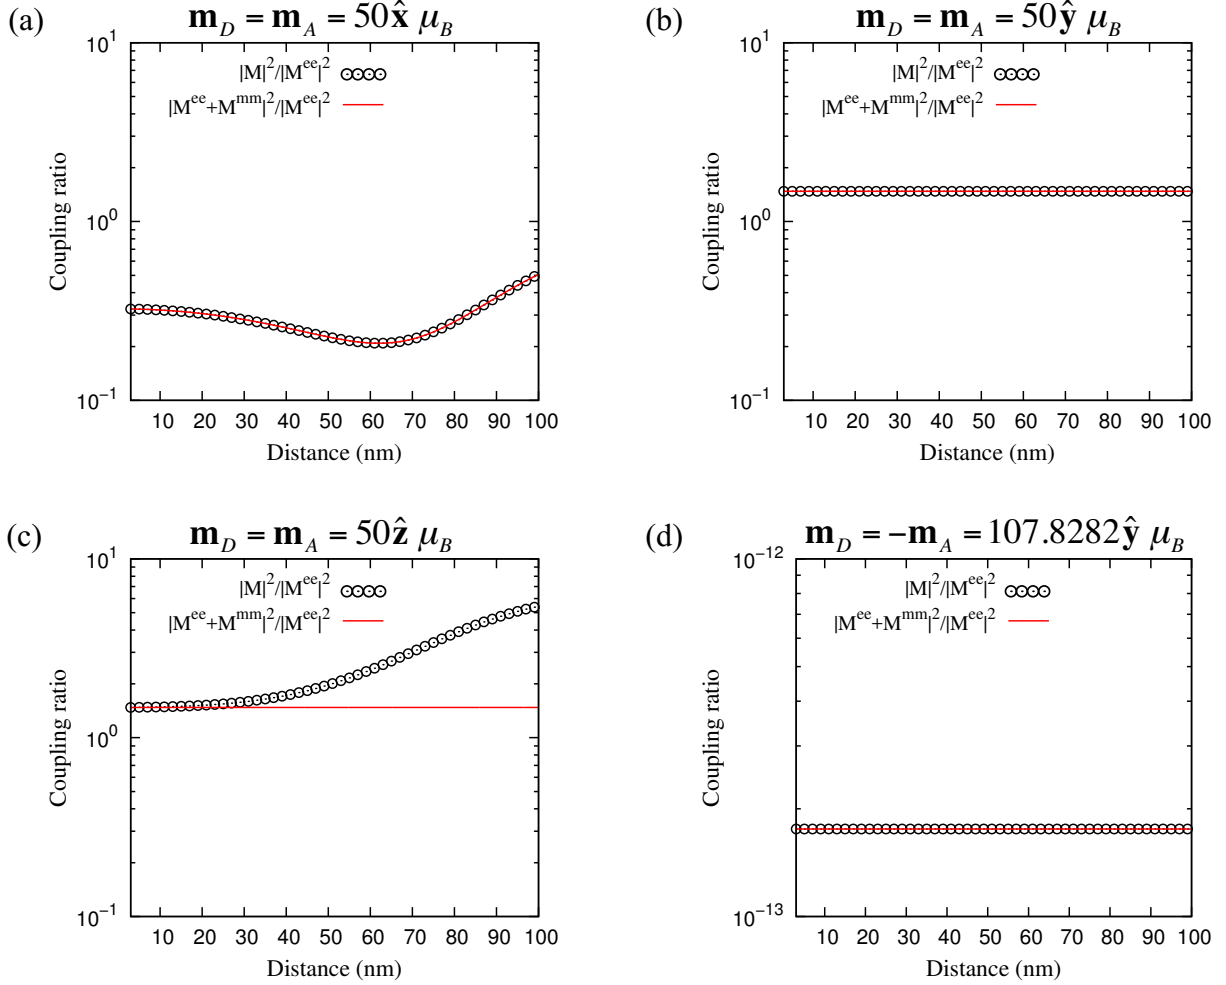 (a) 𝐦_D = 𝐦_A = 50x̂ μ_B
10^1
|M|^2/|M^ee|^2
|M^ee+M^mm|^2/|M^ee|^2
10^0
Coupling ratio
10^−1
10 20 30 40 50 60 70 80 90 100
Distance (nm)
(b) 𝐦_D = 𝐦_A = 50ŷ μ_B
10^1
|M|^2/|M^ee|^2
|M^ee+M^mm|^2/|M^ee|^2
10^0
Coupling ratio
10^−1
10 20 30 40 50 60 70 80 90 100
Distance (nm)
(c) 𝐦_D = 𝐦_A = 50ẑ μ_B
10^1
|M|^2/|M^ee|^2
|M^ee+M^mm|^2/|M^ee|^2
10^0
Coupling ratio
10^−1
10 20 30 40 50 60 70 80 90 100
Distance (nm)
(d) 𝐦_D = −𝐦_A = 107.8282ŷ μ_B
10^−12
|M|^2/|M^ee|^2
|M^ee+M^mm|^2/|M^ee|^2
Coupling ratio
10^−13
10 20 30 40 50 60 70 80 90 100
Distance (nm)